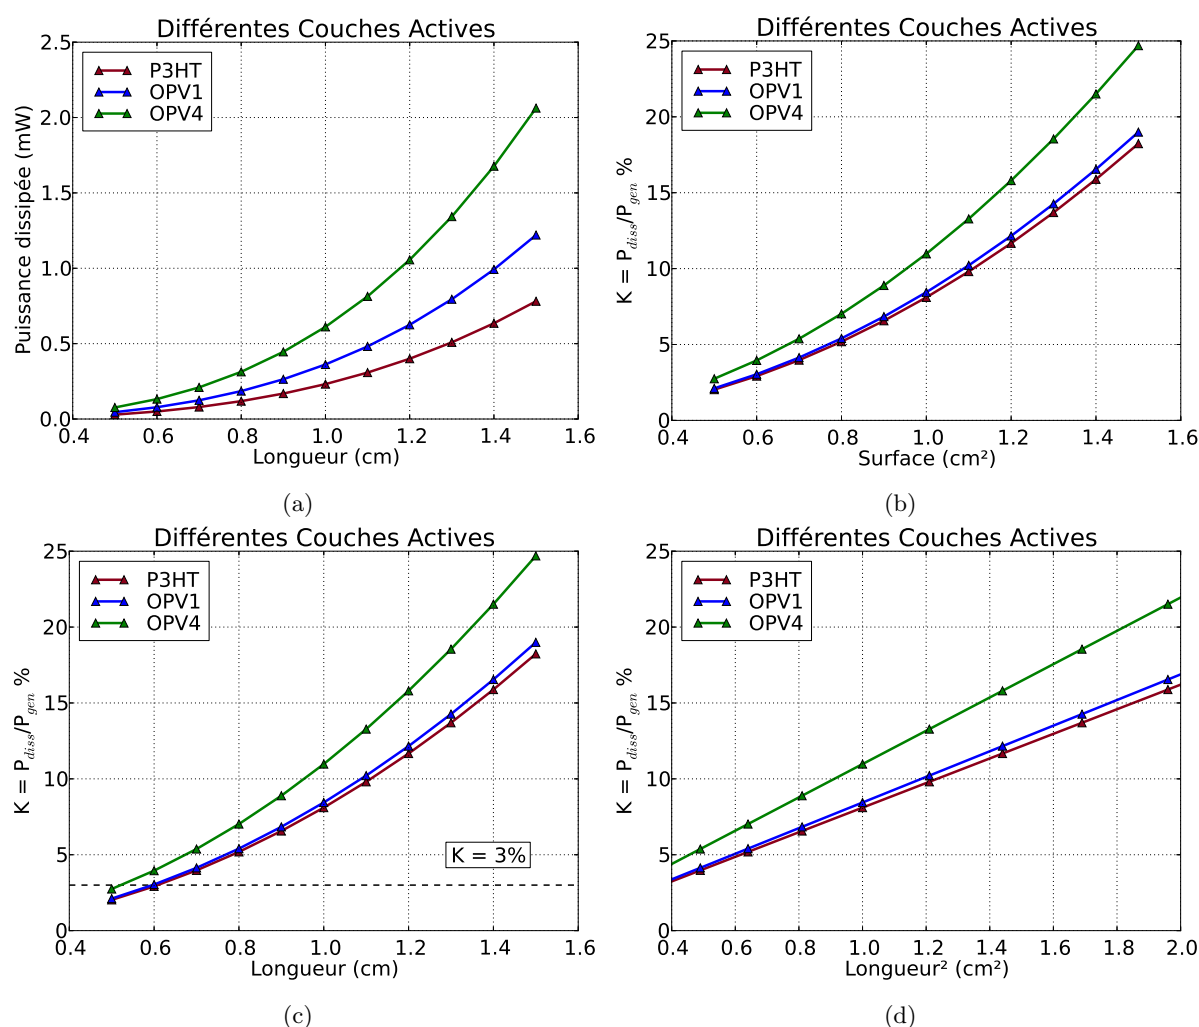 Différentes Couches Actives
P3HT
OPV1
OPV4
Puissance dissipée (mW)
2.5
2.0
1.5
1.0
0.5
0.0
0.4 0.6 0.8 1.0 1.2 1.4 1.6
Longueur (cm)
(a)
Différentes Couches Actives
P3HT
OPV1
OPV4
K = P_diss/P_gen %
25
20
15
10
5
0
0.4 0.6 0.8 1.0 1.2 1.4 1.6
Surface (cm²)
(b)
Différentes Couches Actives
P3HT
OPV1
OPV4
K = P_diss/P_gen %
25
20
15
10
5
0
K = 3%
0.4 0.6 0.8 1.0 1.2 1.4 1.6
Longueur (cm)
(c)
Différentes Couches Actives
P3HT
OPV1
OPV4
K = P_diss/P_gen %
25
20
15
10
5
0
0.4 0.6 0.8 1.0 1.2 1.4 1.6 1.8 2.0
Longueur² (cm²)
(d)